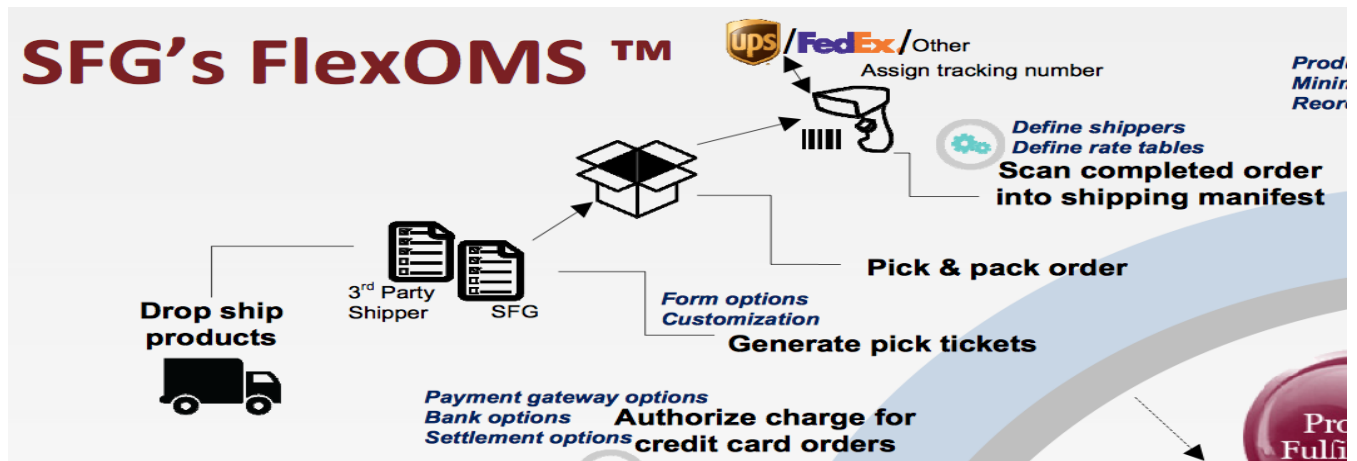 SFG's FlexOMS ™
ups/FedEx/Other
Assign tracking number
Define shippers
Define rate tables
Scan completed order
into shipping manifest
Pick & pack order
3rd Party
Shipper
SFG
Drop ship
products
Form options
Customization
Generate pick tickets
Payment gateway options
Bank options
Settlement options
Authorize charge for
credit card orders